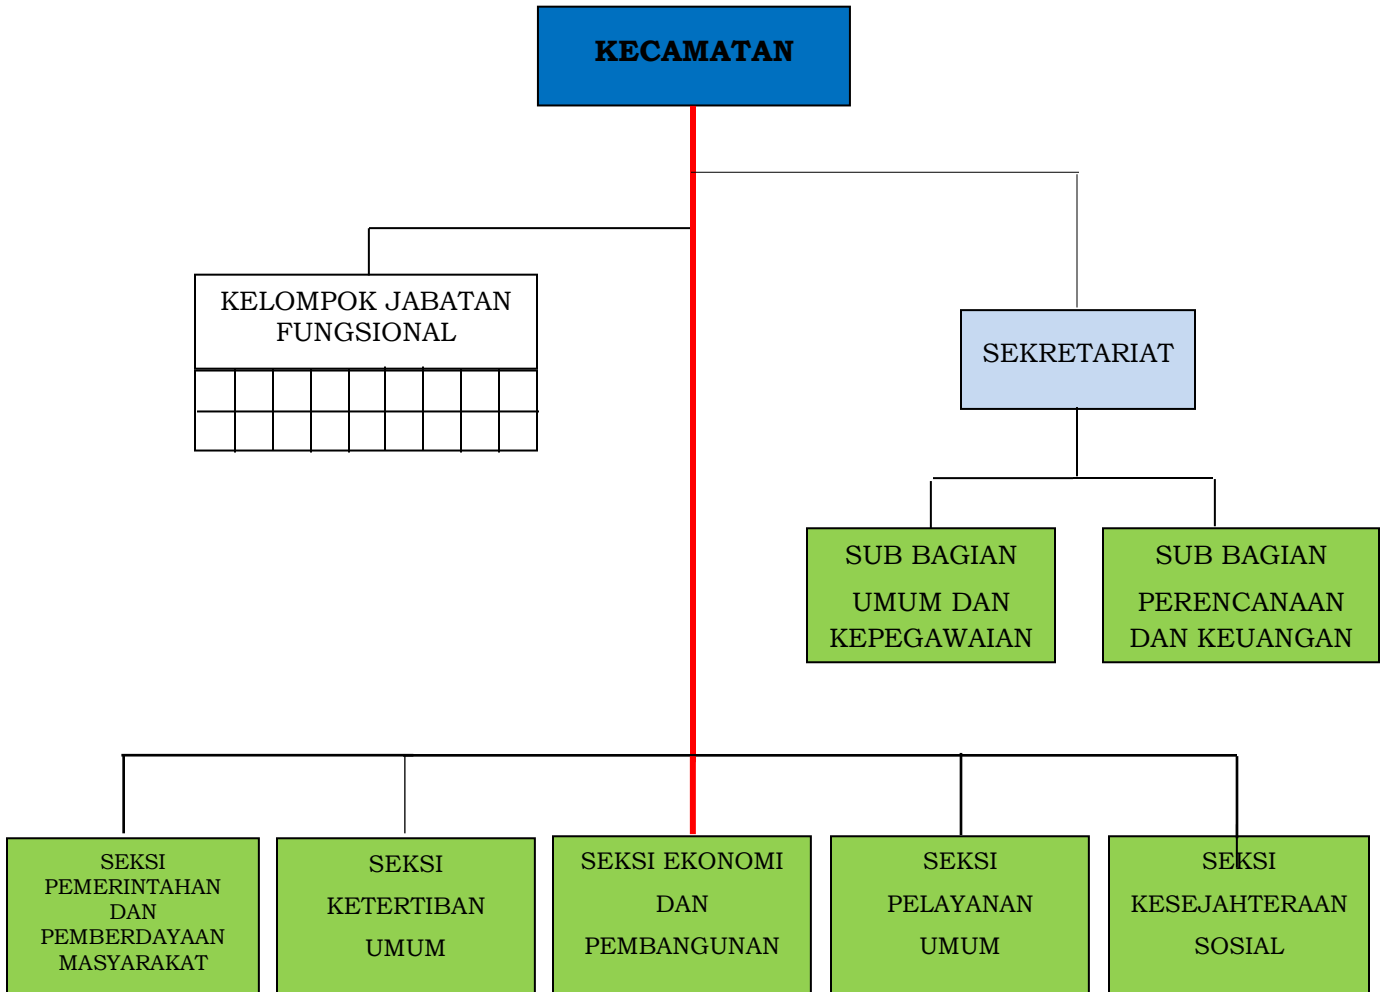 KECAMATAN
KELOMPOK JABATAN
FUNGSIONAL
SEKRETARIAT
SUB BAGIAN
UMUM DAN
KEPEGAWAIAN
SUB BAGIAN
PERENCANAAN
DAN KEUANGAN
SEKSI
PEMERINTAHAN
DAN
PEMBERDAYAAN
MASYARAKAT
SEKSI
KETERTIBAN
UMUM
SEKSI EKONOMI
DAN
PEMBANGUNAN
SEKSI
PELAYANAN
UMUM
SEKSI
KESEJAHTERAAN
SOSIAL